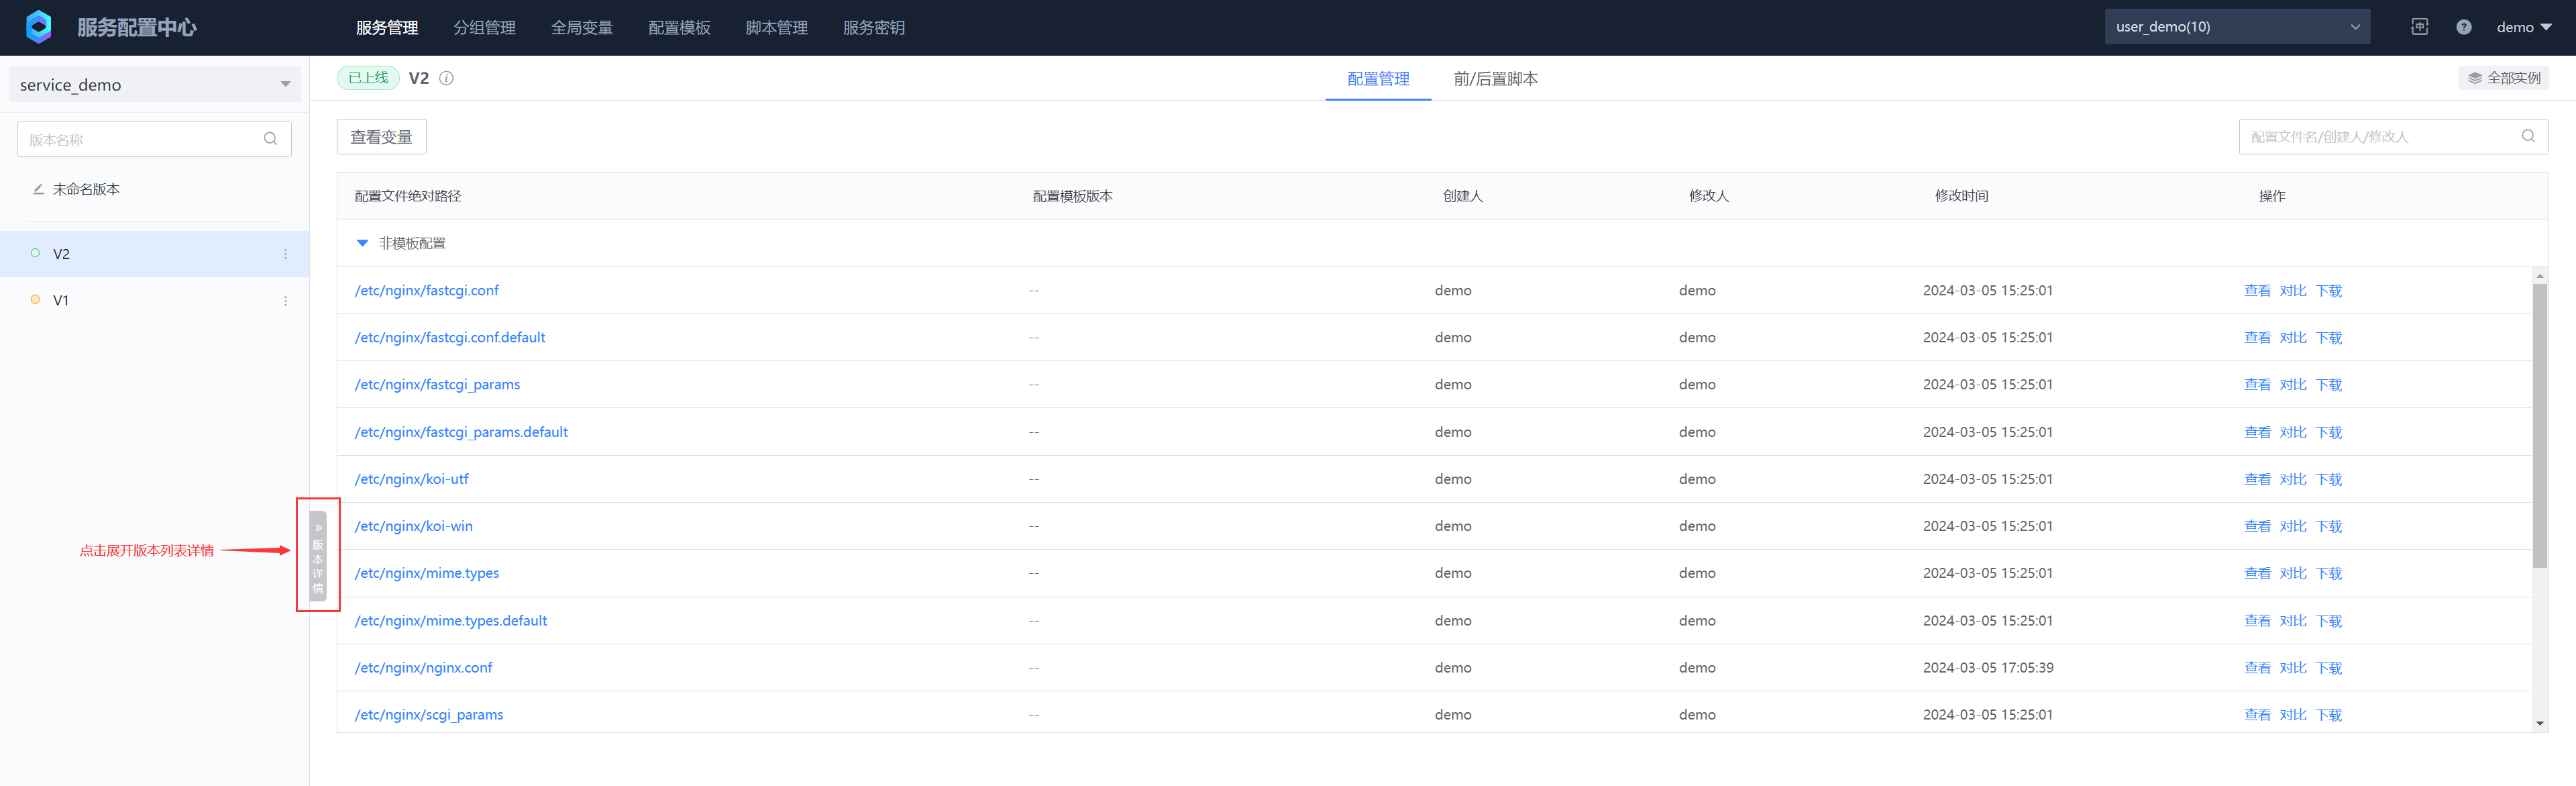 服务配置中心
服务管理 分组管理 全局变量 配置模板 脚本管理 服务密钥
user_demo(10)
中
?
demo
service_demo
版本名称
未命名版本
V2
V1
点击展开版本列表详情
» 版本详情
已上线 V2
配置管理 前/后置脚本
全部实例
查看变量
配置文件名/创建人/修改人
配置文件绝对路径 配置模板版本 创建人 修改人 修改时间 操作
非模板配置
/etc/nginx/fastcgi.conf -- demo demo 2024-03-05 15:25:01 查看 对比 下载
/etc/nginx/fastcgi.conf.default -- demo demo 2024-03-05 15:25:01 查看 对比 下载
/etc/nginx/fastcgi_params -- demo demo 2024-03-05 15:25:01 查看 对比 下载
/etc/nginx/fastcgi_params.default -- demo demo 2024-03-05 15:25:01 查看 对比 下载
/etc/nginx/koi-utf -- demo demo 2024-03-05 15:25:01 查看 对比 下载
/etc/nginx/koi-win -- demo demo 2024-03-05 15:25:01 查看 对比 下载
/etc/nginx/mime.types -- demo demo 2024-03-05 15:25:01 查看 对比 下载
/etc/nginx/mime.types.default -- demo demo 2024-03-05 15:25:01 查看 对比 下载
/etc/nginx/nginx.conf -- demo demo 2024-03-05 17:05:39 查看 对比 下载
/etc/nginx/scgi_params -- demo demo 2024-03-05 15:25:01 查看 对比 下载